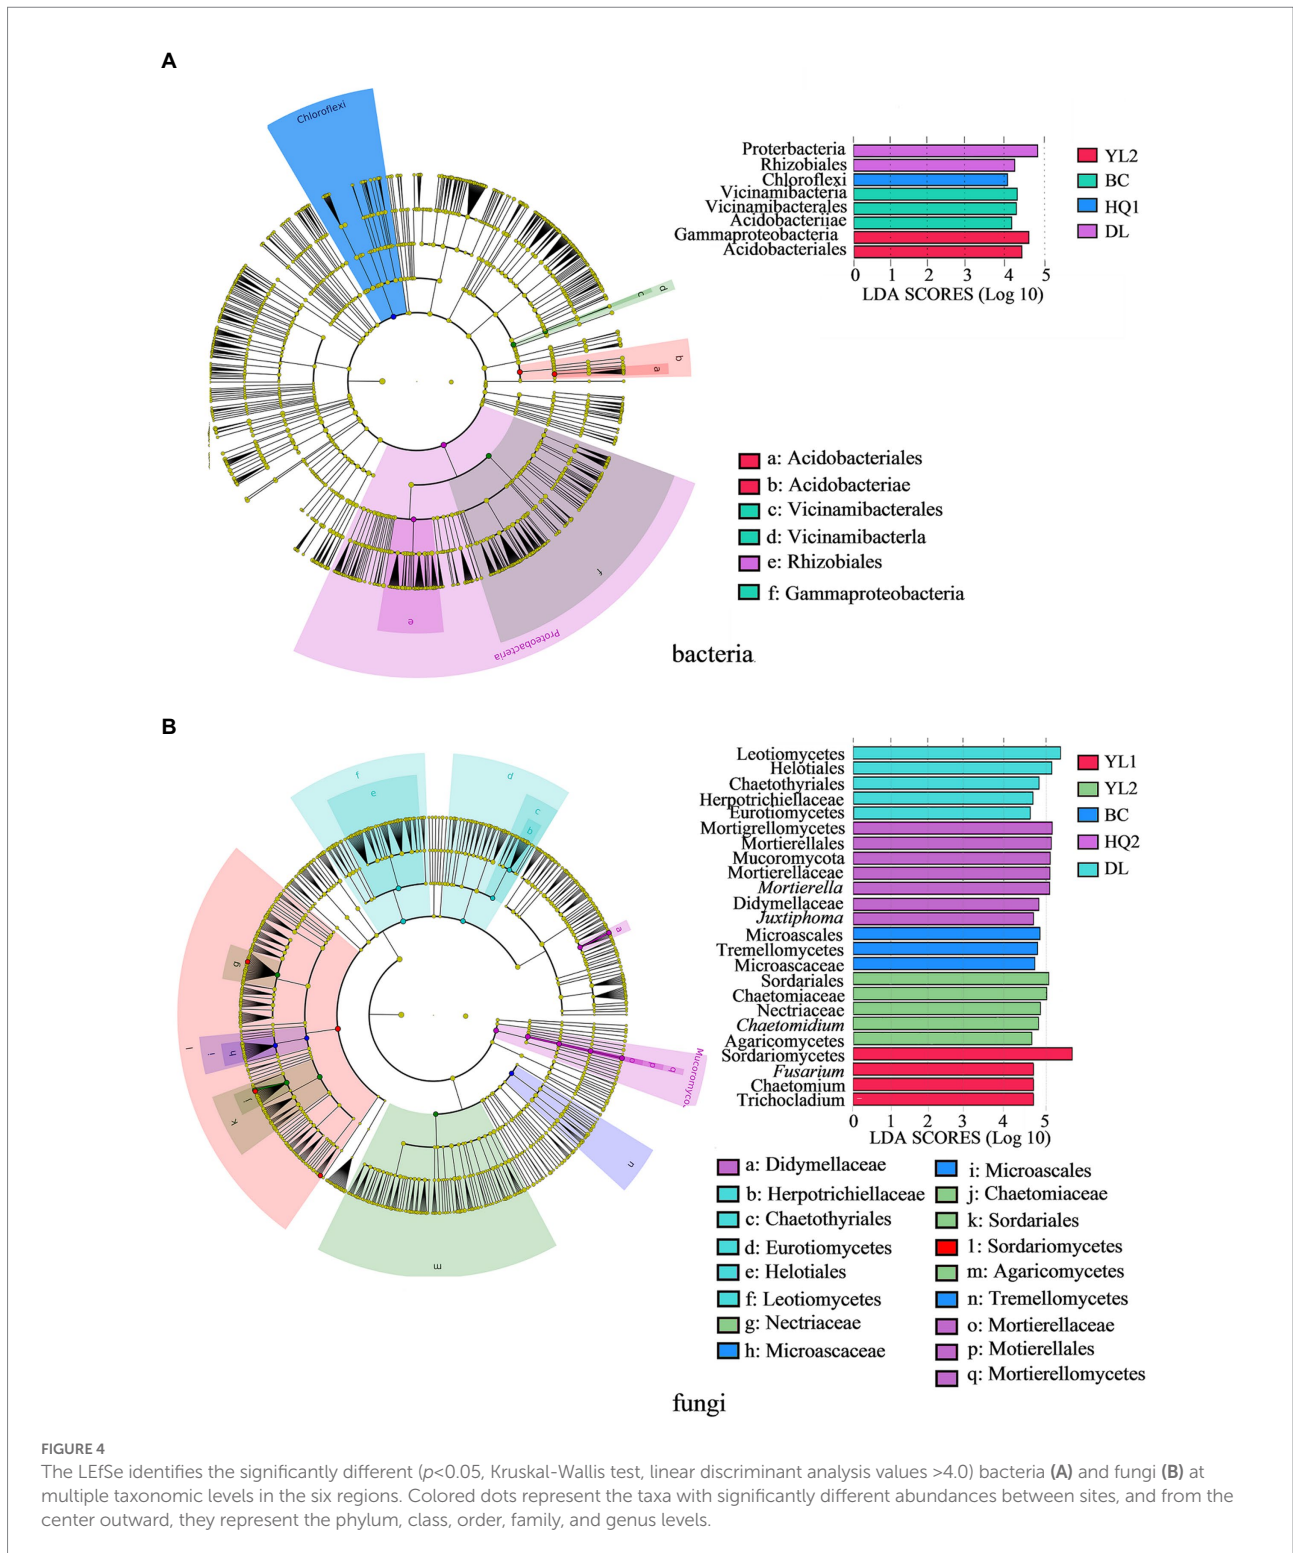 A
Chloroflexi
d
c
b
a
f
e
Proteobacteria
Proterbacteria
Rhizobiales
Chloroflexi
Vicinamibacteria
Vicinamibacterales
Acidobacteriiae
Gammaproteobacteria
Acidobacteriales
0 1 2 3 4 5
LDA SCORES (Log 10)
YL2
BC
HQ1
DL
a: Acidobacteriales
b: Acidobacteriae
c: Vicinamibacterales
d: Vicinamibacterla
e: Rhizobiales
f: Gammaproteobacteria
bacteria
B
f
e
d
c
b
a
g
l
i
h
j
k
m
n
o
p
q
Mucoromyco.
Leotiomycetes
Helotiales
Chaetothyriales
Herpotrichiellaceae
Eurotiomycetes
Mortigrellomycetes
Mortierellales
Mucoromycota
Mortierellaceae
Mortierella
Didymellaceae
Juxtiphoma
Microascales
Tremellomycetes
Microascaceae
Sordariales
Chaetomiaceae
Nectriaceae
Chaetomidium
Agaricomycetes
Sordariomycetes
Fusarium
Chaetomium
Trichocladium
0 1 2 3 4 5
LDA SCORES (Log 10)
YL1
YL2
BC
HQ2
DL
a: Didymellaceae
b: Herpotrichiellaceae
c: Chaetothyriales
d: Eurotiomycetes
e: Helotiales
f: Leotiomycetes
g: Nectriaceae
h: Microascaceae
i: Microascales
j: Chaetomiaceae
k: Sordariales
l: Sordariomycetes
m: Agaricomycetes
n: Tremellomycetes
o: Mortierellaceae
p: Motierellales
q: Mortierellomycetes
fungi
FIGURE 4
The LEfSe identifies the significantly different (p<0.05, Kruskal-Wallis test, linear discriminant analysis values >4.0) bacteria (A) and fungi (B) at
multiple taxonomic levels in the six regions. Colored dots represent the taxa with significantly different abundances between sites, and from the
center outward, they represent the phylum, class, order, family, and genus levels.